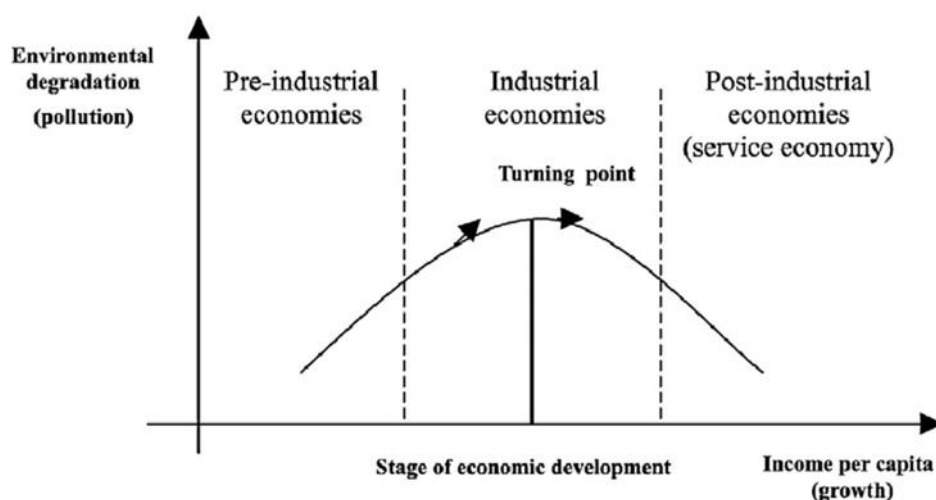 Environmental
degradation
(pollution)
Pre-industrial
economies
Industrial
economies
Post-industrial
economies
(service economy)
Turning point
Stage of economic development
Income per capita
(growth)